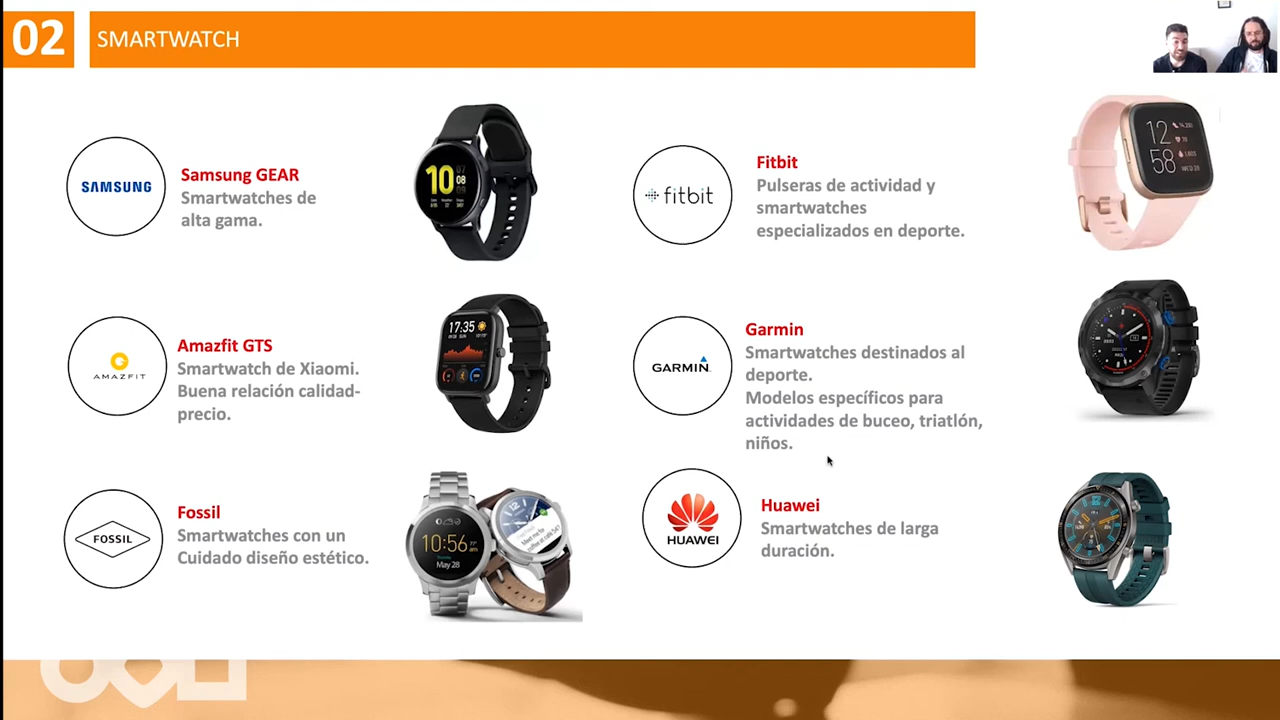 02
SMARTWATCH
SAMSUNG
Samsung GEAR
Smartwatches de
alta gama.
10
08
fitbit
Fitbit
Pulseras de actividad y
smartwatches
especializados en deporte.
12
58
AMAZFIT
Amazfit GTS
Smartwatch de Xiaomi.
Buena relación calidad-
precio.
17:35
GARMIN
Garmin
Smartwatches destinados al
deporte.
Modelos específicos para
actividades de buceo, triatlón,
niños.
FOSSIL
Fossil
Smartwatches con un
Cuidado diseño estético.
10:56
May 28
HUAWEI
Huawei
Smartwatches de larga
duración.